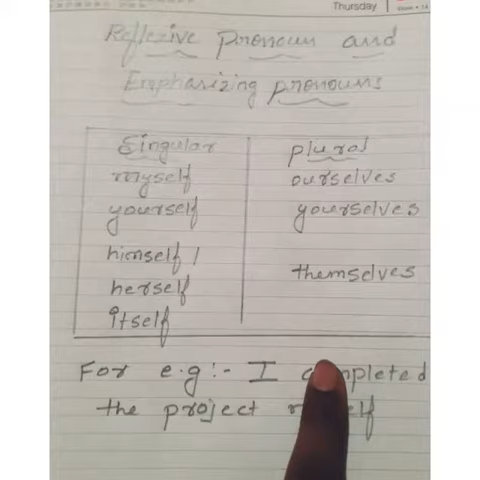 Thursday
Reflexive pronoun and
Emphasizing pronouns
Singular plural
myself ourselves
yourself yourselves
himself /
herself themselves
itself
For e.g :- I completed
the project